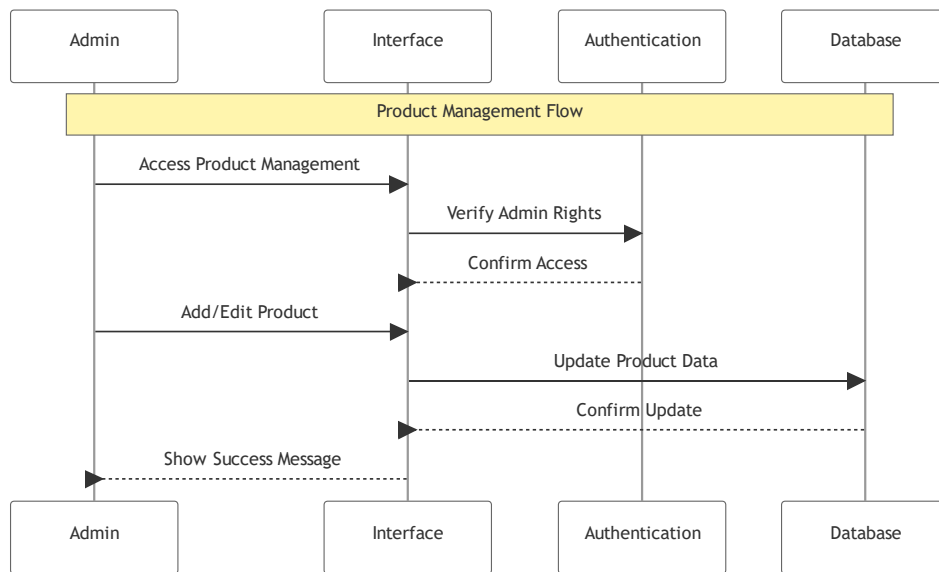 Admin
Interface
Authentication
Database
Product Management Flow
Access Product Management
Verify Admin Rights
Confirm Access
Add/Edit Product
Update Product Data
Confirm Update
Show Success Message
Admin
Interface
Authentication
Database